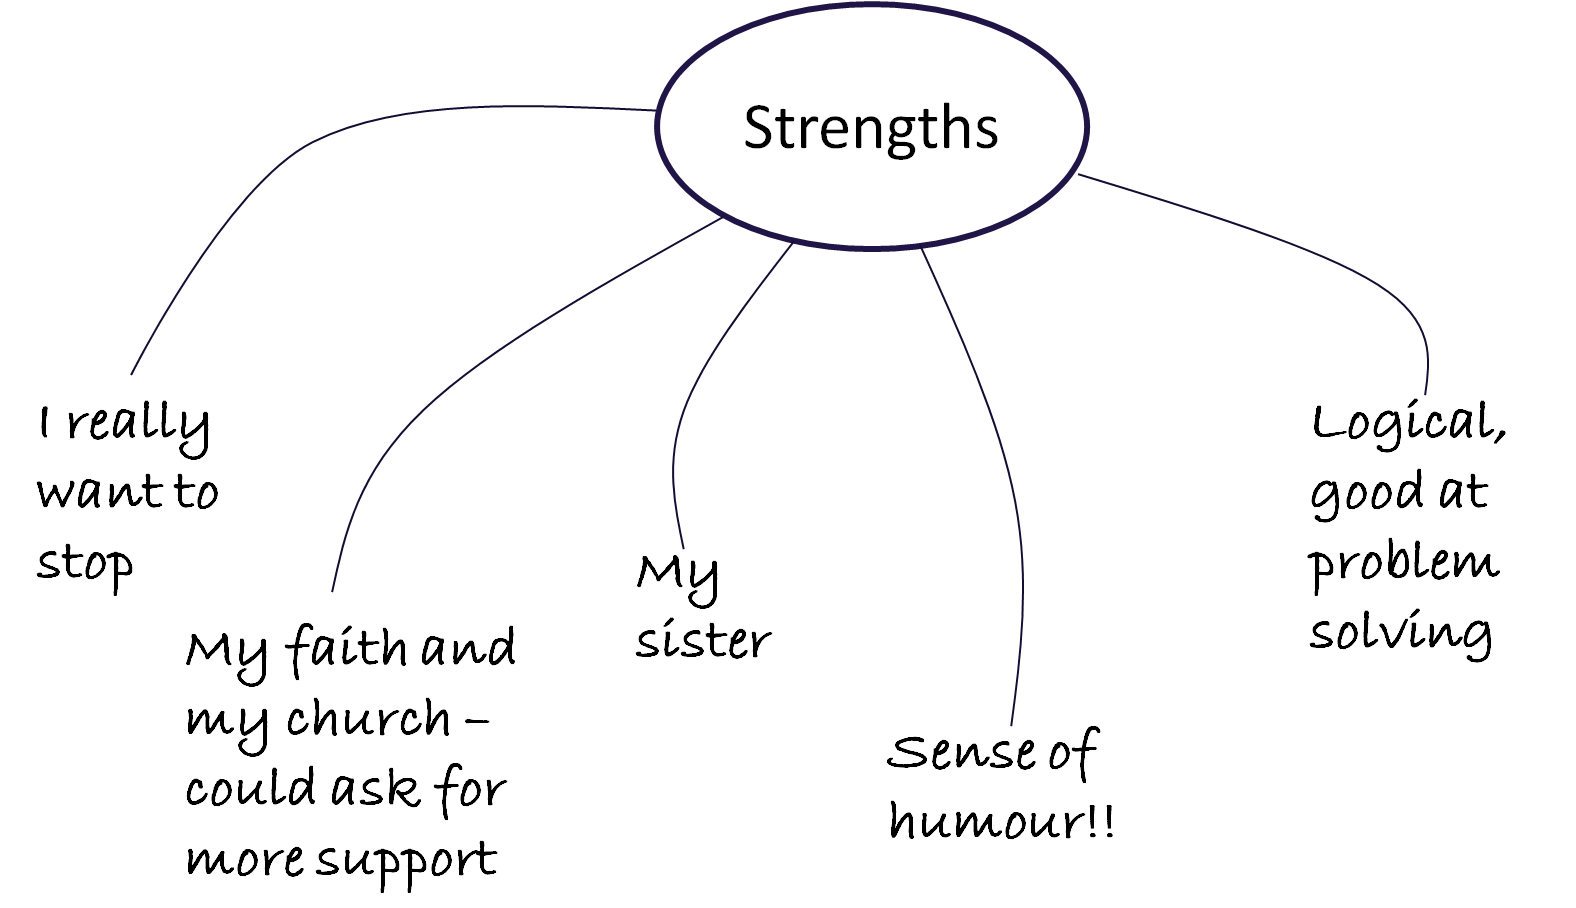 Strengths
I really
want to
stop
My faith and
my church –
could ask for
more support
My
sister
Sense of
humour!!
Logical,
good at
problem
solving